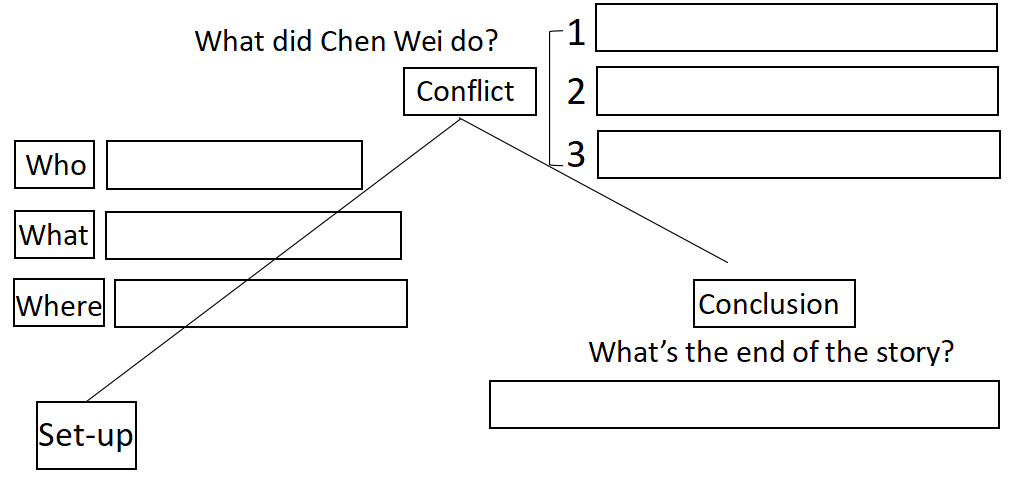 What did Chen Wei do?
Conflict
1
2
3
Who
What
Where
Set-up
Conclusion
What’s the end of the story?